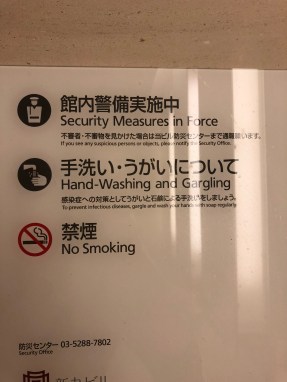 館内警備実施中
Security Measures in Force
不審者・不審物を見かけた場合は当ビル防災センターまで通報願います。
If you see any suspicious persons or objects, please notify the Security Office.
手洗い・うがいについて
Hand-Washing and Gargling
感染症への対策としてうがいと石鹸による手洗いをしましょう。
To prevent infectious diseases, gargle and wash your hands with soap regularly.
禁煙
No Smoking
防災センター 03-5288-7802
Security Office